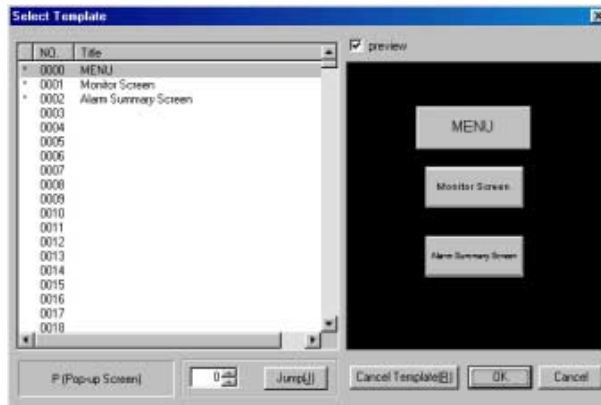 Select Template
NO. Title
* 0000 MENU
* 0001 Monitor Screen
* 0002 Alarm Summary Screen
0003
0004
0005
0006
0007
0008
0009
0010
0011
0012
0013
0014
0015
0016
0017
0018
P (Pop-up Screen)
0
Jump(J)
preview
MENU
Monitor Screen
Alarm Summary Screen
Cancel Template(R)
OK
Cancel